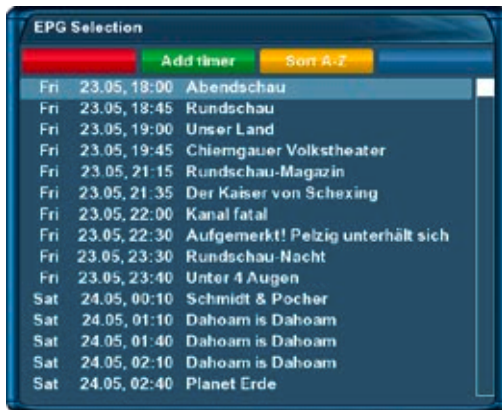 EPG Selection
Add timer Sort A-Z
Fri 23.05, 18:00 Abendschau
Fri 23.05, 18:45 Rundschau
Fri 23.05, 19:00 Unser Land
Fri 23.05, 19:45 Chiemgauer Volkstheater
Fri 23.05, 21:15 Rundschau-Magazin
Fri 23.05, 21:35 Der Kaiser von Schexing
Fri 23.05, 22:00 Kanal fatal
Fri 23.05, 22:30 Aufgemerkt! Pelzig unterhält sich
Fri 23.05, 23:30 Rundschau-Nacht
Fri 23.05, 23:40 Unter 4 Augen
Sat 24.05, 00:10 Schmidt & Pocher
Sat 24.05, 01:10 Dahoam is Dahoam
Sat 24.05, 01:40 Dahoam is Dahoam
Sat 24.05, 02:10 Dahoam is Dahoam
Sat 24.05, 02:40 Planet Erde